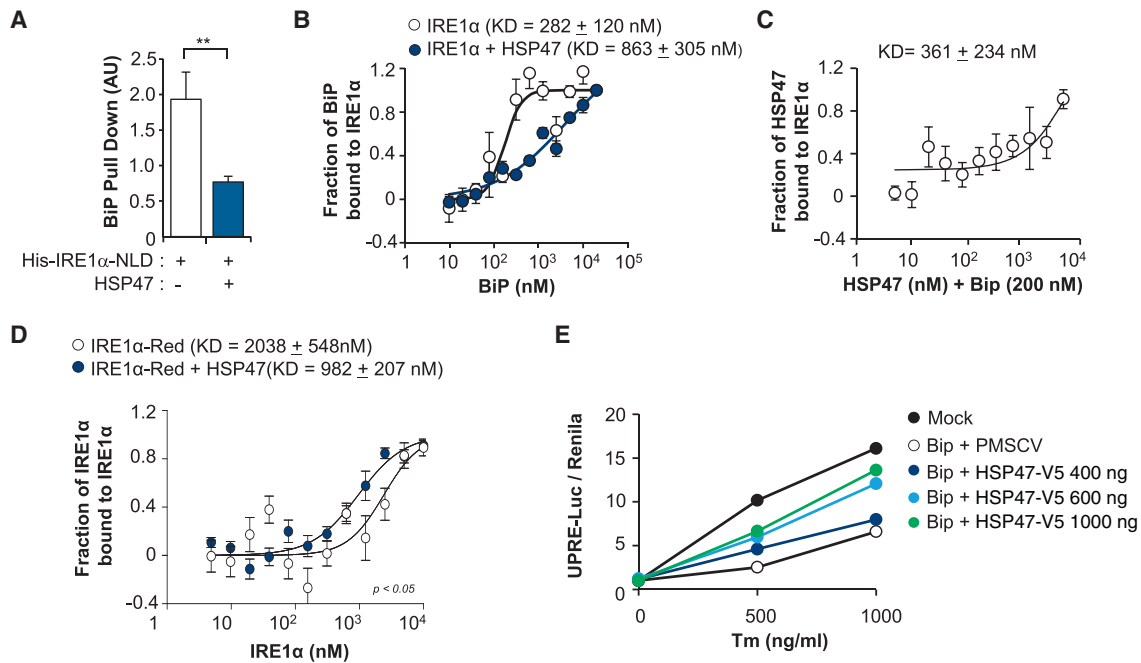 A
**
BiP Pull Down (AU)
2.5
2.0
1.5
1.0
0.5
0
His-IRE1α-NLD : + +
HSP47 : - +
B
IRE1α (KD = 282 ± 120 nM)
IRE1α + HSP47 (KD = 863 ± 305 nM)
Fraction of BiP
bound to IRE1α
1.2
0.8
0.4
0
-0.4
1 10 10² 10³ 10⁴ 10⁵
BiP (nM)
C
KD= 361 ± 234 nM
Fraction of HSP47
bound to IRE1α
1.2
0.8
0.4
0
-0.4
1 10 10² 10³ 10⁴
HSP47 (nM) + Bip (200 nM)
D
IRE1α-Red (KD = 2038 ± 548nM)
IRE1α-Red + HSP47(KD = 982 ± 207 nM)
Fraction of IRE1α
bound to IRE1α
1.2
0.8
0.4
0
-0.4
p < 0.05
1 10 10² 10³ 10⁴
IRE1α (nM)
E
UPRE-Luc / Renila
20
15
10
5
0
0 500 1000
Tm (ng/ml)
Mock
Bip + PMSCV
Bip + HSP47-V5 400 ng
Bip + HSP47-V5 600 ng
Bip + HSP47-V5 1000 ng